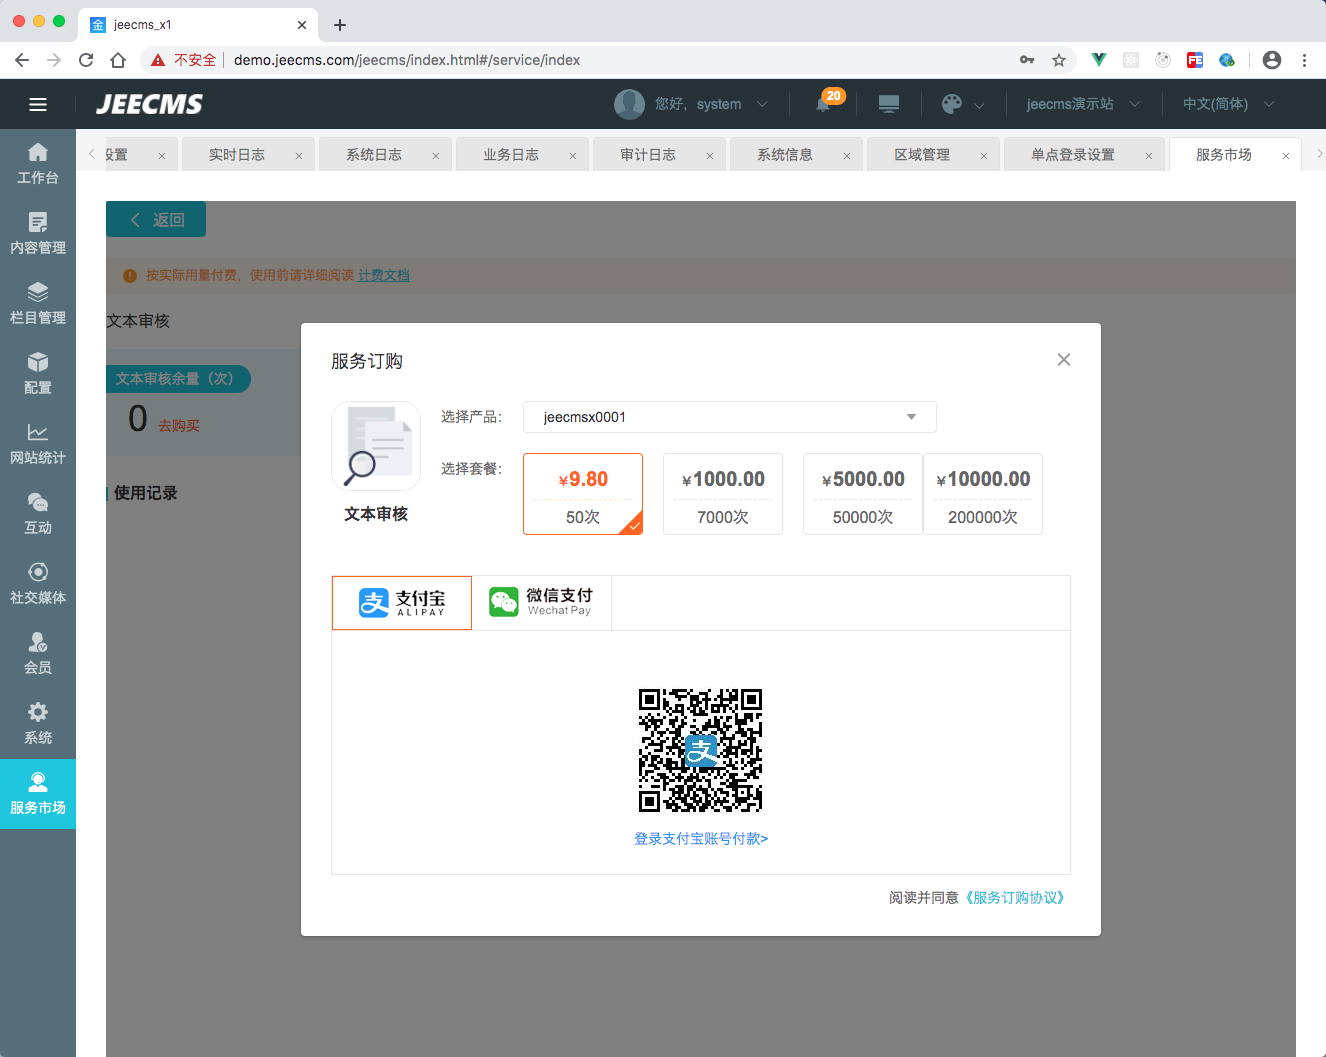 金 jeecms_x1
不安全 demo.jeecms.com/jeecms/index.html#/service/index
FE
JEECMS 您好，system 20 jeecms演示站 中文(简体)
设置 实时日志 系统日志 业务日志 审计日志 系统信息 区域管理 单点登录设置 服务市场
工作台
内容管理
栏目管理
配置
网站统计
互动
社交媒体
会员
系统
服务市场
返回
按实际用量付费，使用前请详细阅读 计费文档
文本审核
文本审核余量（次）
0 去购买
使用记录
服务订购
选择产品： jeecmsx0001
选择套餐：
¥9.80 ¥1000.00 ¥5000.00 ¥10000.00
50次 7000次 50000次 200000次
文本审核
支 支付宝 ALIPAY
微信支付 Wechat Pay
支
登录支付宝账号付款>
阅读并同意《服务订购协议》